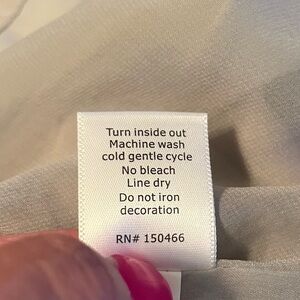 Turn inside out
Machine wash
cold gentle cycle
No bleach
Line dry
Do not iron
decoration
RN# 150466